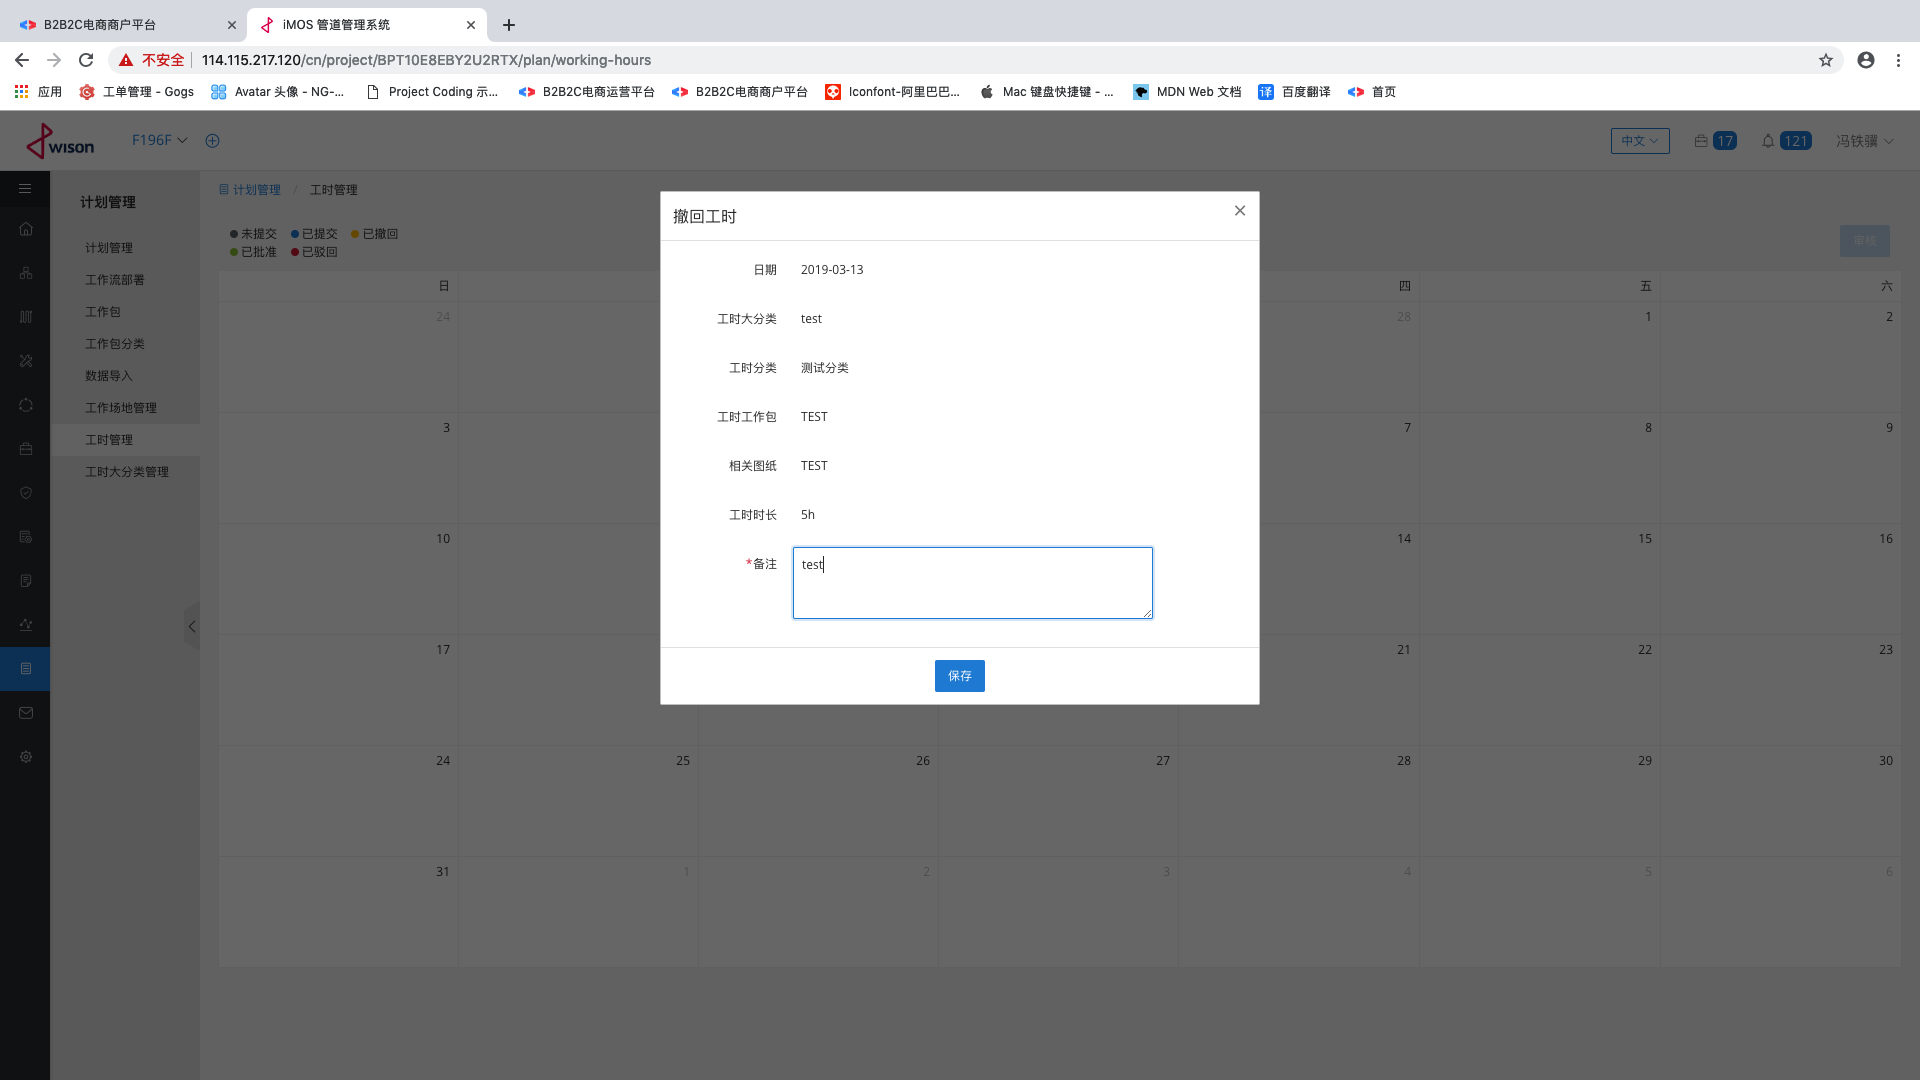 B2B2C电商商户平台
iMOS 管道管理系统
不安全 114.115.217.120/cn/project/BPT10E8EBY2U2RTX/plan/working-hours
应用 工单管理 - Gogs Avatar 头像 - NG-... Project Coding 示... B2B2C电商运营平台 B2B2C电商商户平台 Iconfont-阿里巴巴... Mac 键盘快捷键 - ... MDN Web 文档 译 百度翻译 首页
wison F196F 中文 17 121 冯铁骥
计划管理
计划管理
工作流部署
工作包
工作包分类
数据导入
工作场地管理
工时管理
工时大分类管理
计划管理 / 工时管理
未提交 已提交 已撤回
已批准 已驳回
审核
日 四 五 六
24 28 1 2
3 7 8 9
10 14 15 16
17 21 22 23
24 25 26 27 28 29 30
31 1 2 3 4 5 6
撤回工时
日期 2019-03-13
工时大分类 test
工时分类 测试分类
工时工作包 TEST
相关图纸 TEST
工时时长 5h
*备注 test
保存